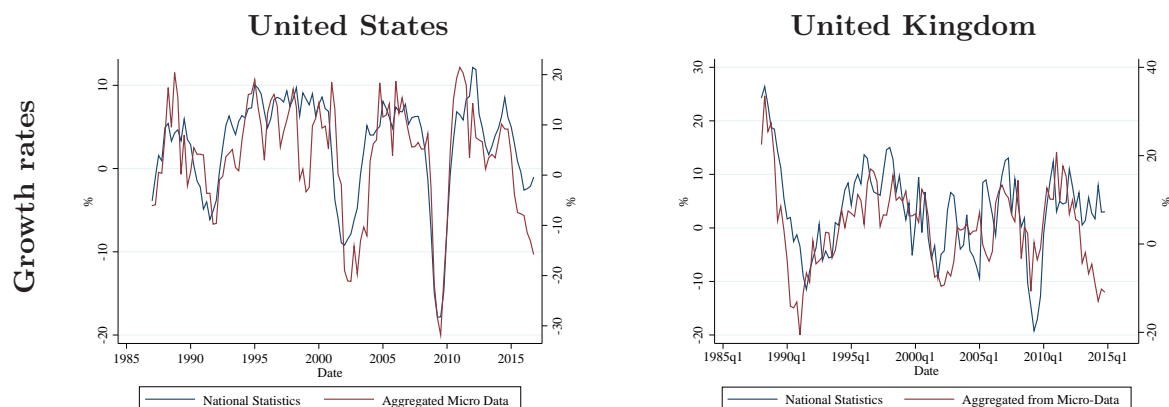 United States
United Kingdom
Growth rates
10
0
-10
-20
%
20
10
0
-10
-20
-30
%
1985
1990
1995
2000
2005
2010
2015
Date
National Statistics
Aggregated Micro Data
30
20
10
0
-10
-20
%
40
20
0
-20
%
1985q1
1990q1
1995q1
2000q1
2005q1
2010q1
2015q1
Date
National Statistics
Aggregated from Micro-Data